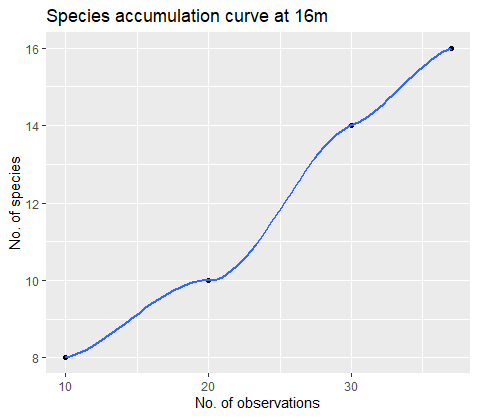 Species accumulation curve at 16m
16
14
12
10
8
No. of species
10 20 30
No. of observations